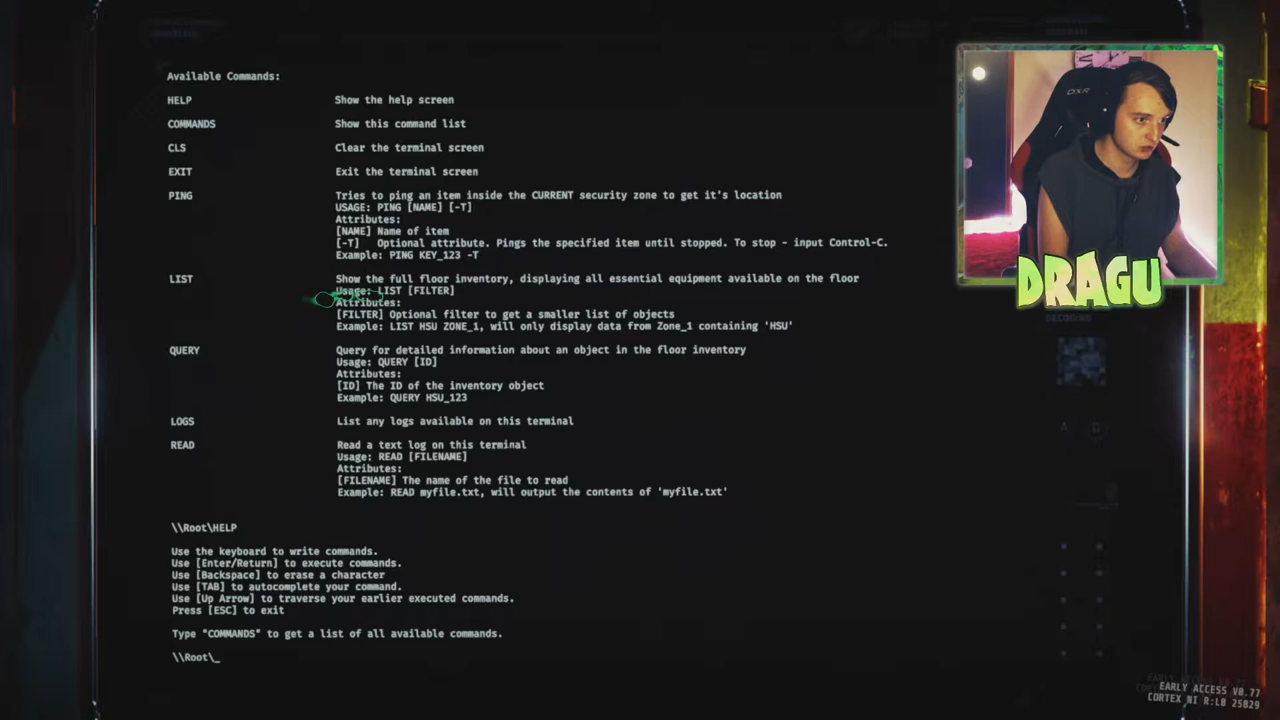 Available Commands:
HELP Show the help screen
COMMANDS Show this command list
CLS Clear the terminal screen
EXIT Exit the terminal screen
PING Tries to ping an item inside the CURRENT security zone to get it's location
USAGE: PING [NAME] [-T]
Attributes:
[NAME] Name of item
[-T] Optional attribute. Pings the specified item until stopped. To stop - input Control-C.
Example: PING KEY_123 -T
LIST Show the full floor inventory, displaying all essential equipment available on the floor
Usage: LIST [FILTER]
Attributes:
[FILTER] Optional filter to get a smaller list of objects
Example: LIST HSU ZONE_1, will only display data from Zone_1 containing 'HSU'
QUERY Query for detailed information about an object in the floor inventory
Usage: QUERY [ID]
Attributes:
[ID] The ID of the inventory object
Example: QUERY HSU_123
LOGS List any logs available on this terminal
READ Read a text log on this terminal
Usage: READ [FILENAME]
Attributes:
[FILENAME] The name of the file to read
Example: READ myfile.txt, will output the contents of 'myfile.txt'
\\Root\HELP
Use the keyboard to write commands.
Use [Enter/Return] to execute commands.
Use [Backspace] to erase a character
Use [TAB] to autocomplete your command.
Use [Up Arrow] to traverse your earlier executed commands.
Press [ESC] to exit
Type "COMMANDS" to get a list of all available commands.
\\Root\_
DXR
DRAGU
DECODING
EARLY ACCESS V0.77
CORTEX NI R:L0 25829